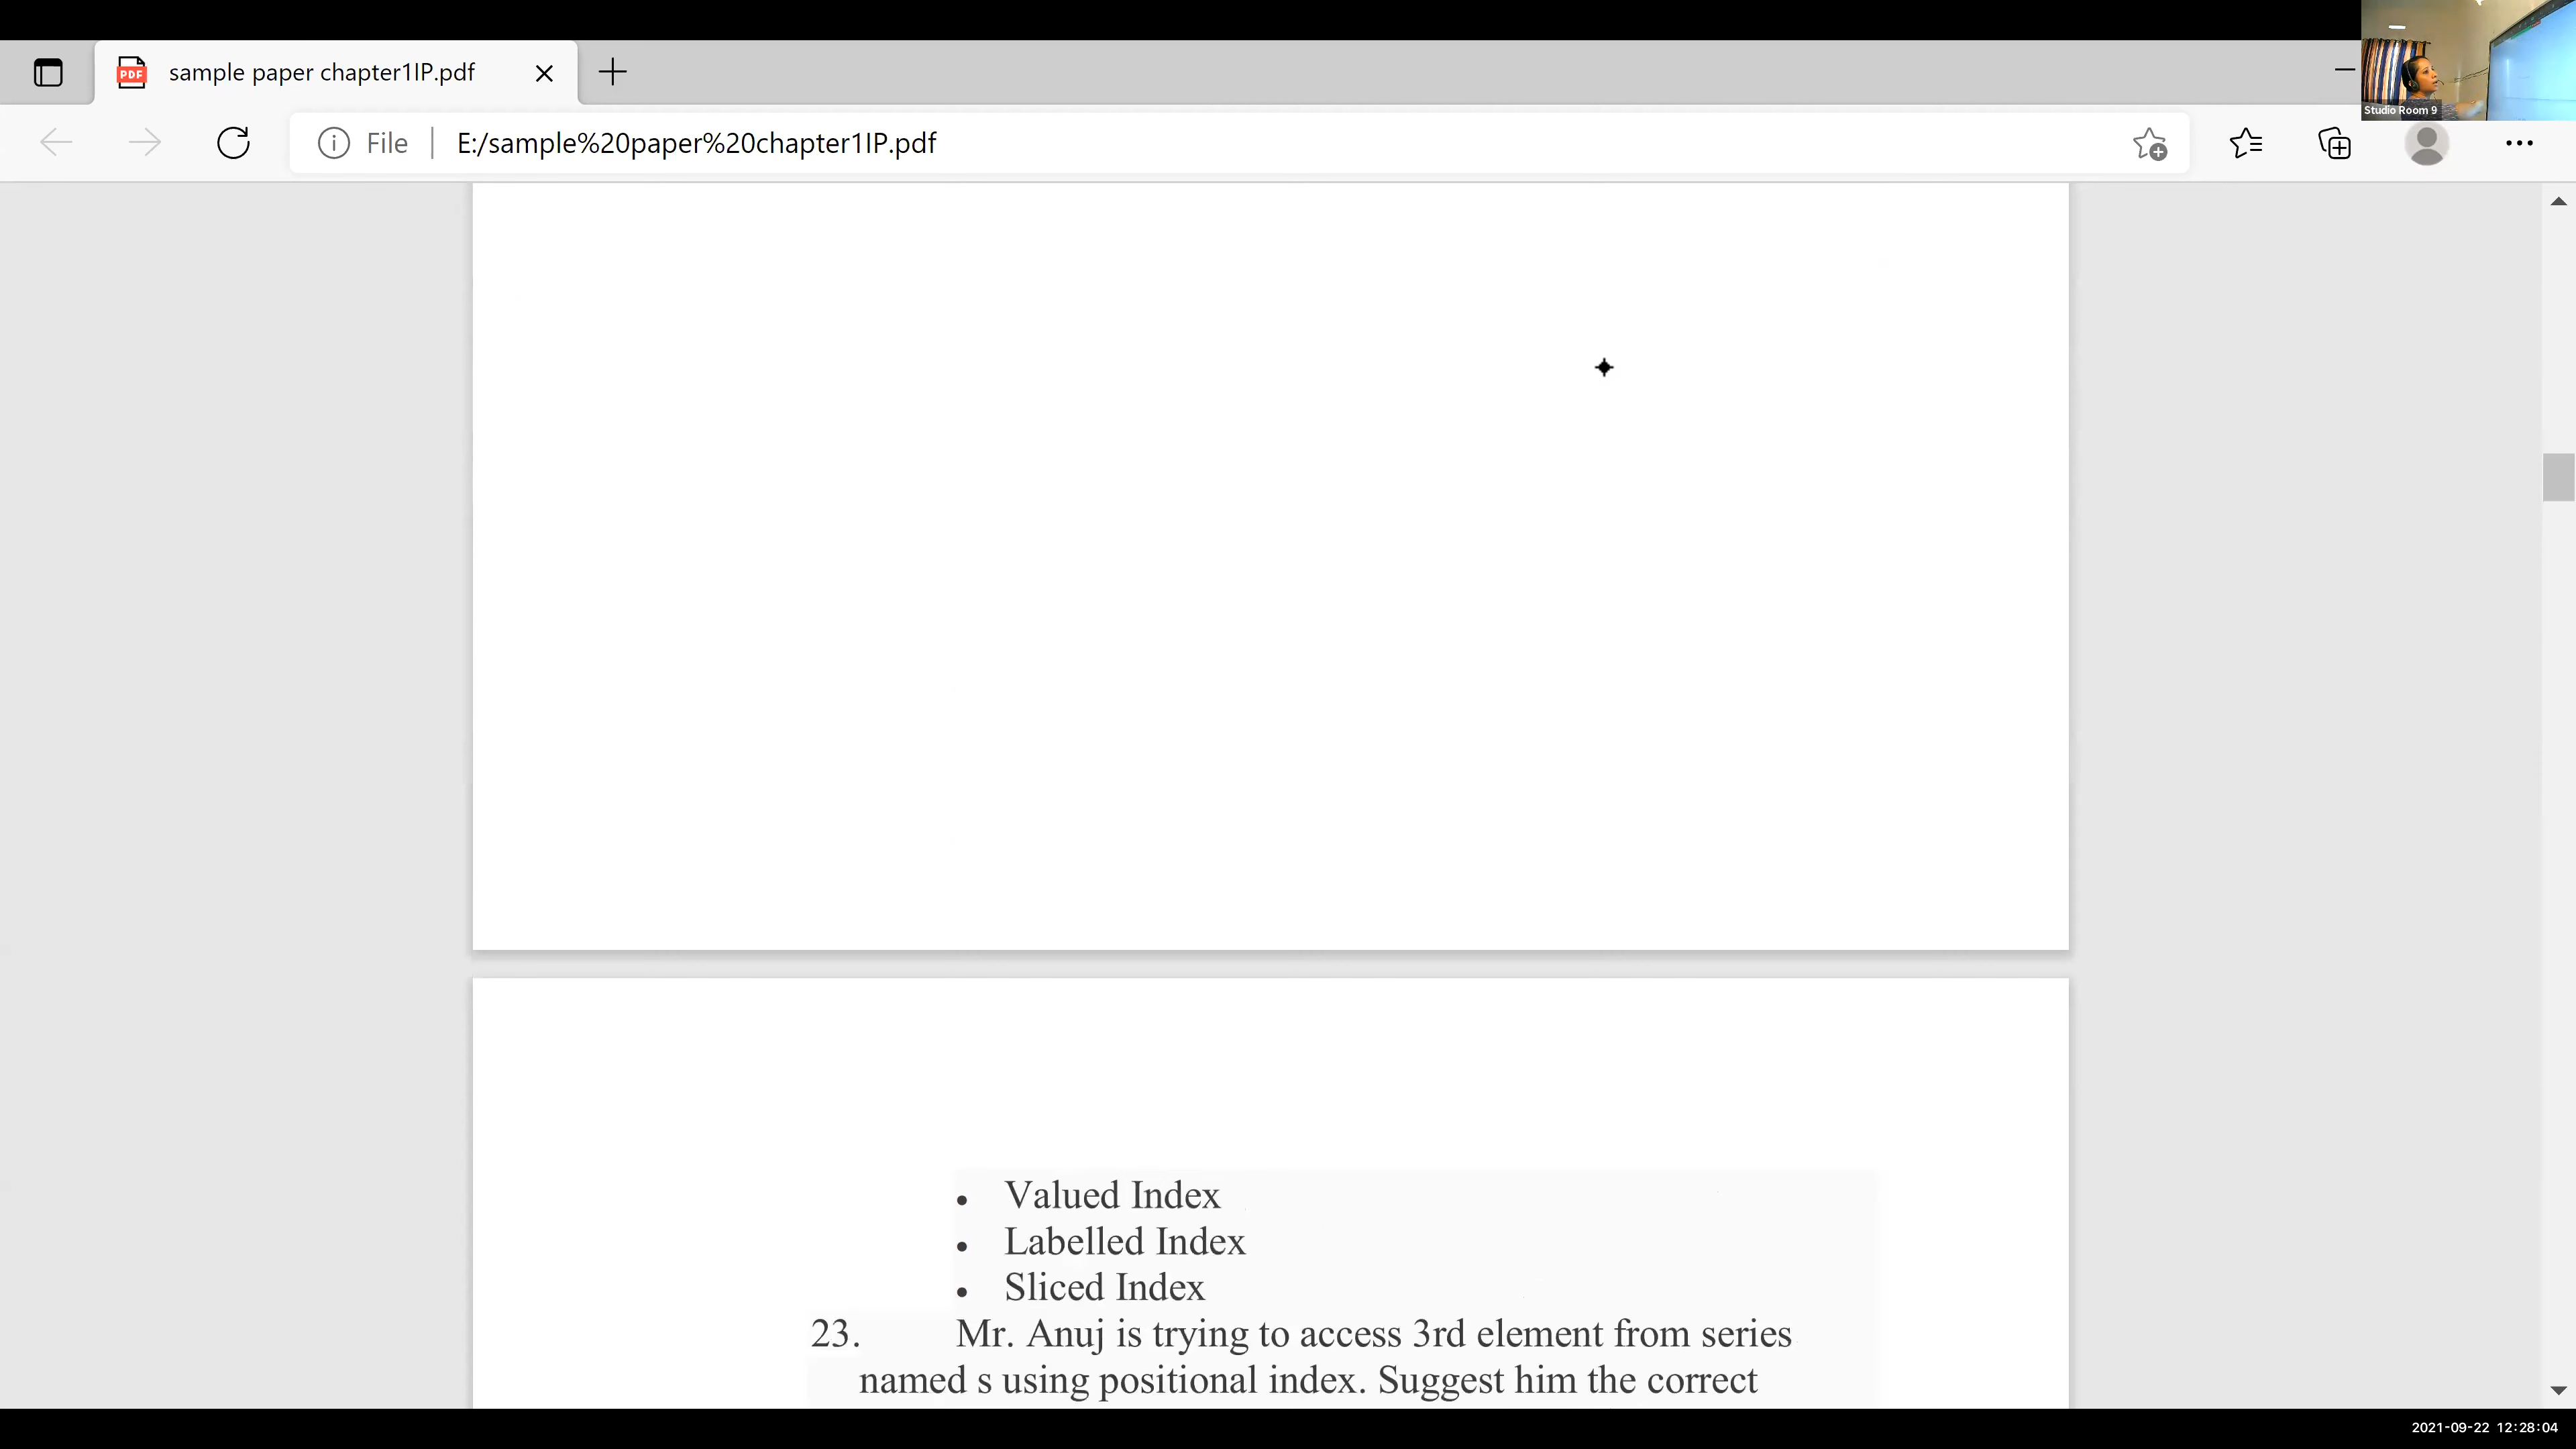 sample paper chapter1IP.pdf
Studio Room 9
File
E:/sample%20paper%20chapter1IP.pdf
• Valued Index
• Labelled Index
• Sliced Index
23. Mr. Anuj is trying to access 3rd element from series
named s using positional index. Suggest him the correct
2021-09-22 12:28:04